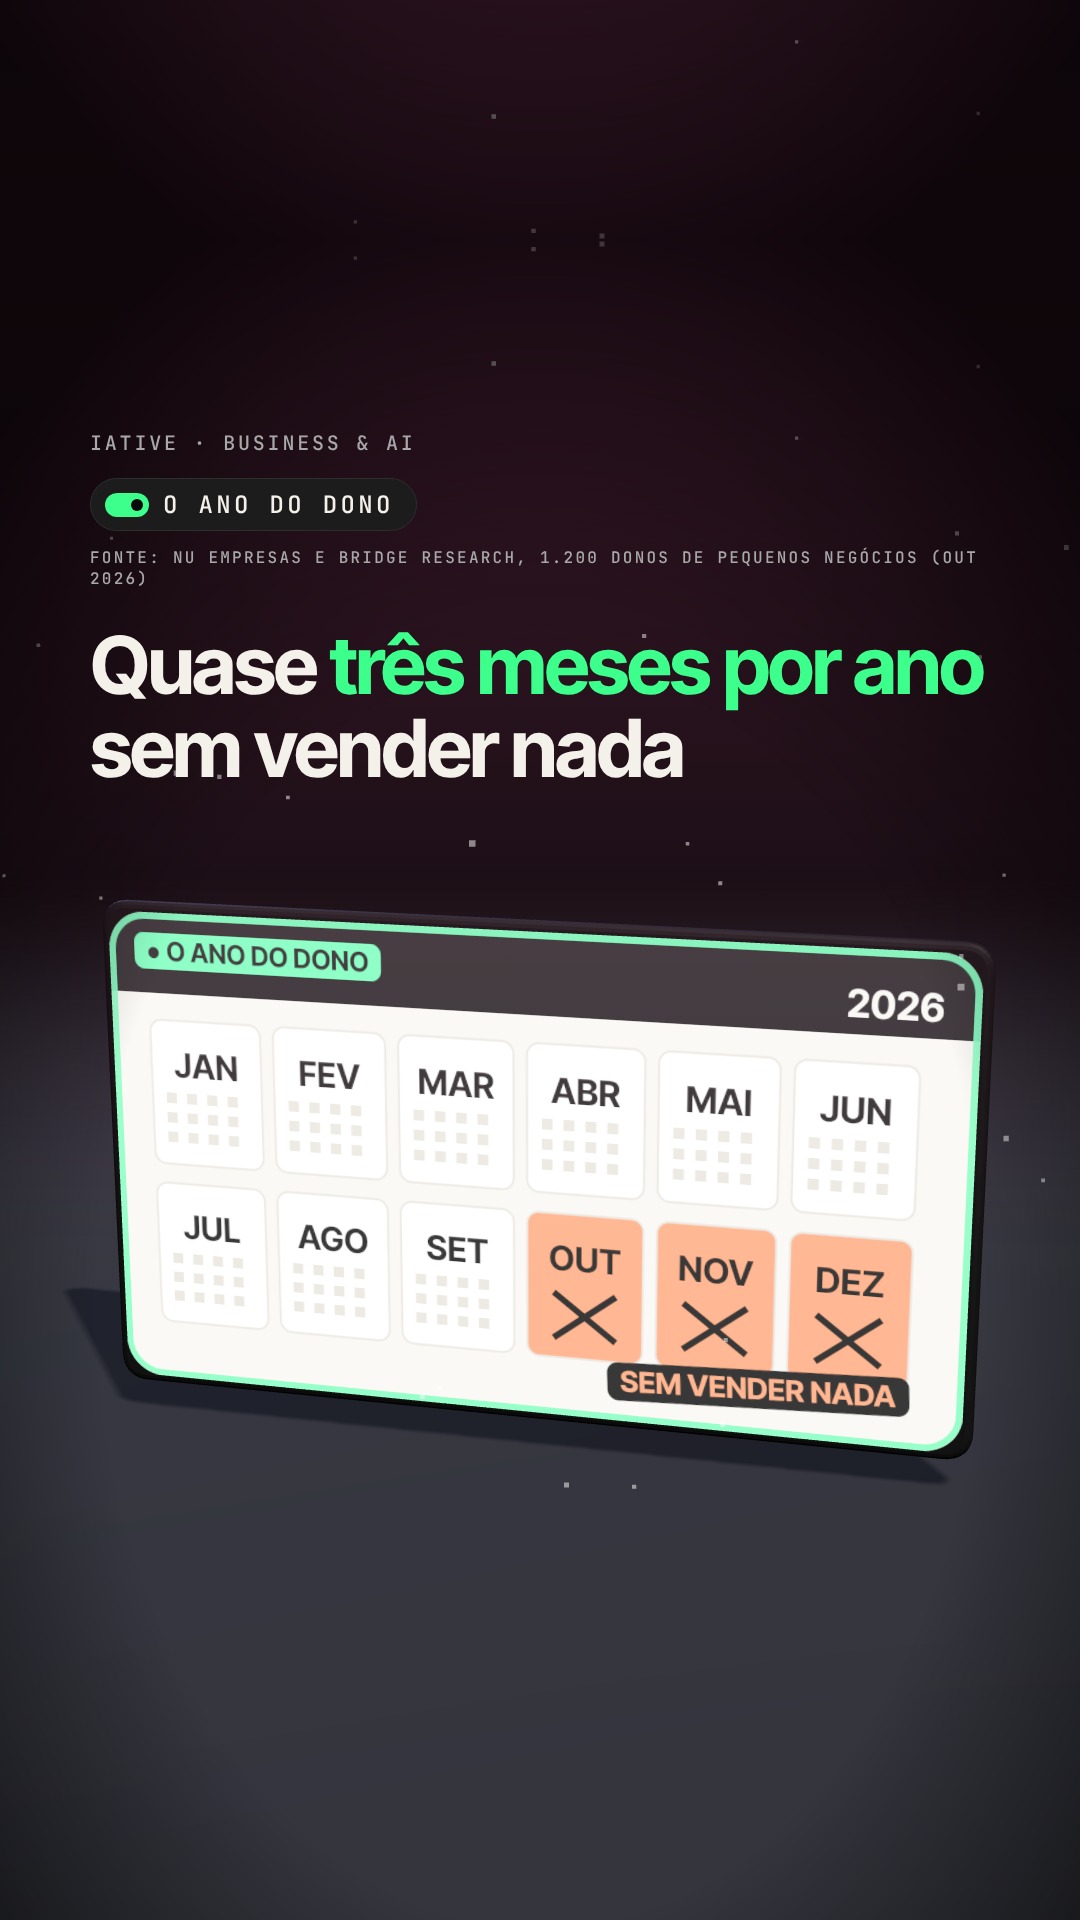 IATIVE · BUSINESS & AI
O ANO DO DONO
FONTE: NU EMPRESAS E BRIDGE RESEARCH, 1.200 DONOS DE PEQUENOS NEGÓCIOS (OUT
2026)
Quase três meses por ano
sem vender nada
• O ANO DO DONO
2026
JAN FEV MAR ABR MAI JUN
JUL AGO SET OUT NOV DEZ
SEM VENDER NADA